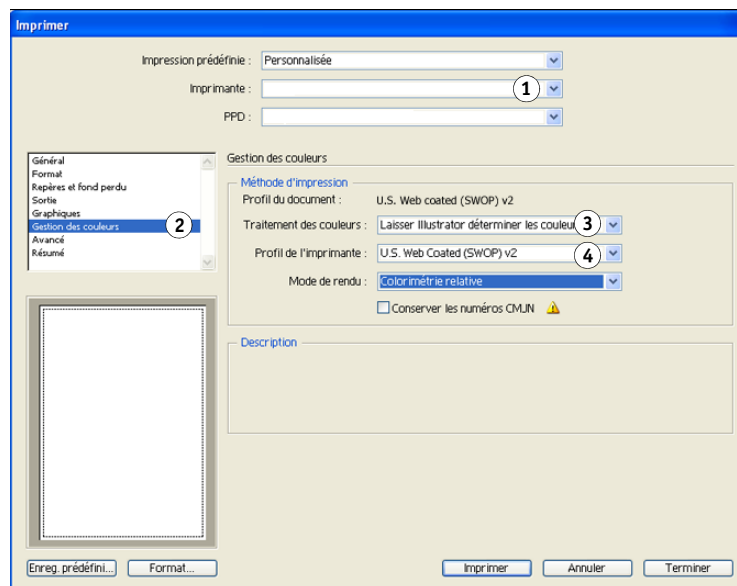 Imprimer
Impression prédéfinie : Personnalisée
Imprimante : 1
PPD :
Général
Format
Repères et fond perdu
Sortie
Graphiques
Gestion des couleurs 2
Avancé
Résumé
Gestion des couleurs
Méthode d'impression
Profil du document : U.S. Web coated (SWOP) v2
Traitement des couleurs : Laisser Illustrator déterminer les couleur 3
Profil de l'imprimante : U.S. Web Coated (SWOP) v2 4
Mode de rendu : Colorimétrie relative
Conserver les numéros CMJN
Description
Enreg. prédéfini... Format... Imprimer Annuler Terminer